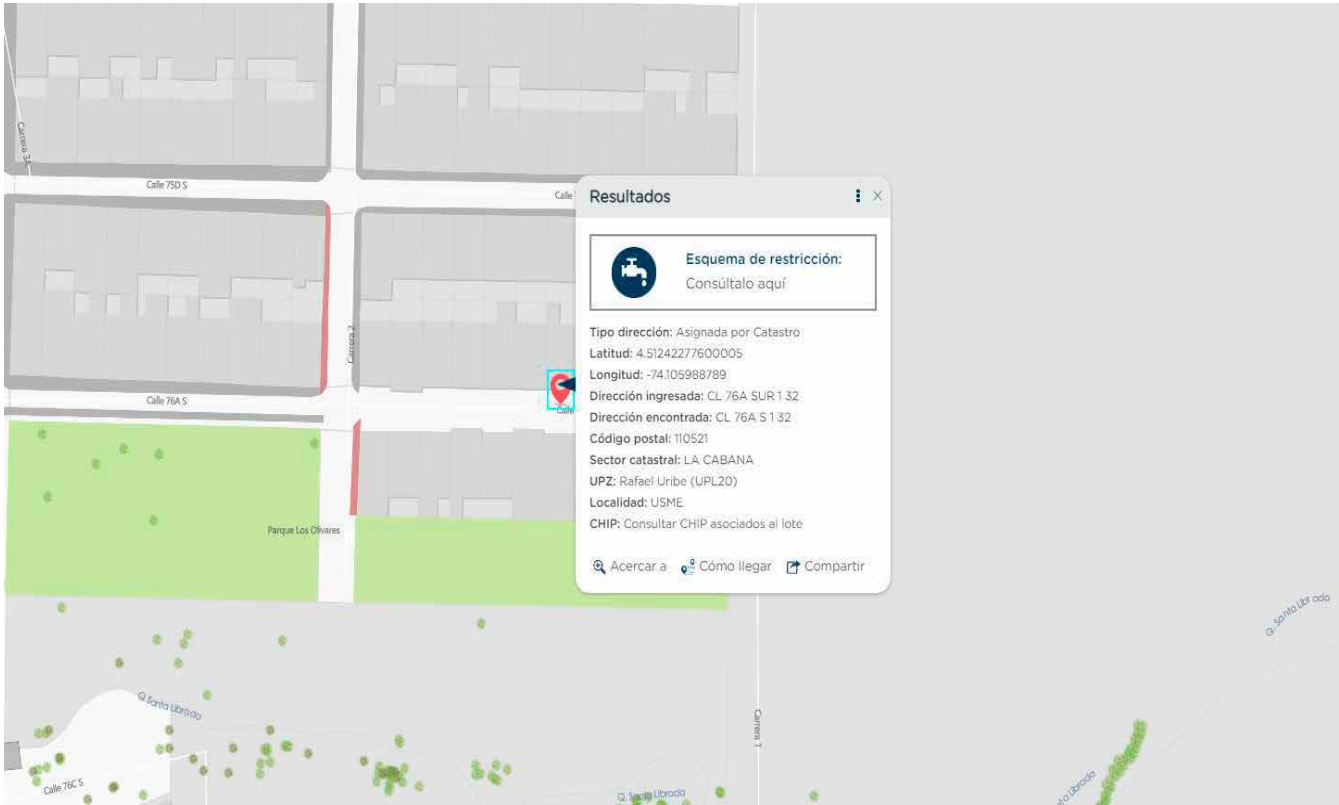 Carrera 3A
Calle 75D S
Calle
Resultados
Esquema de restricción:
Consúltalo aquí
Tipo dirección: Asignada por Catastro
Latitud: 4.51242277600005
Longitud: -74.105988789
Dirección ingresada: CL 76A SUR 1 32
Dirección encontrada: CL 76A S 1 32
Código postal: 110521
Sector catastral: LA CABANA
UPZ: Rafael Uribe (UPL20)
Localidad: USME
CHIP: Consultar CHIP asociados al lote
Acercar a Cómo llegar Compartir
Carrera 2
Calle 76A S
Calle
Parque Los Olivares
Q. Santa Librada
Q. Santa Librada
Carrera 1
Calle 76C S
Q. Santa Librada
Santa Librada